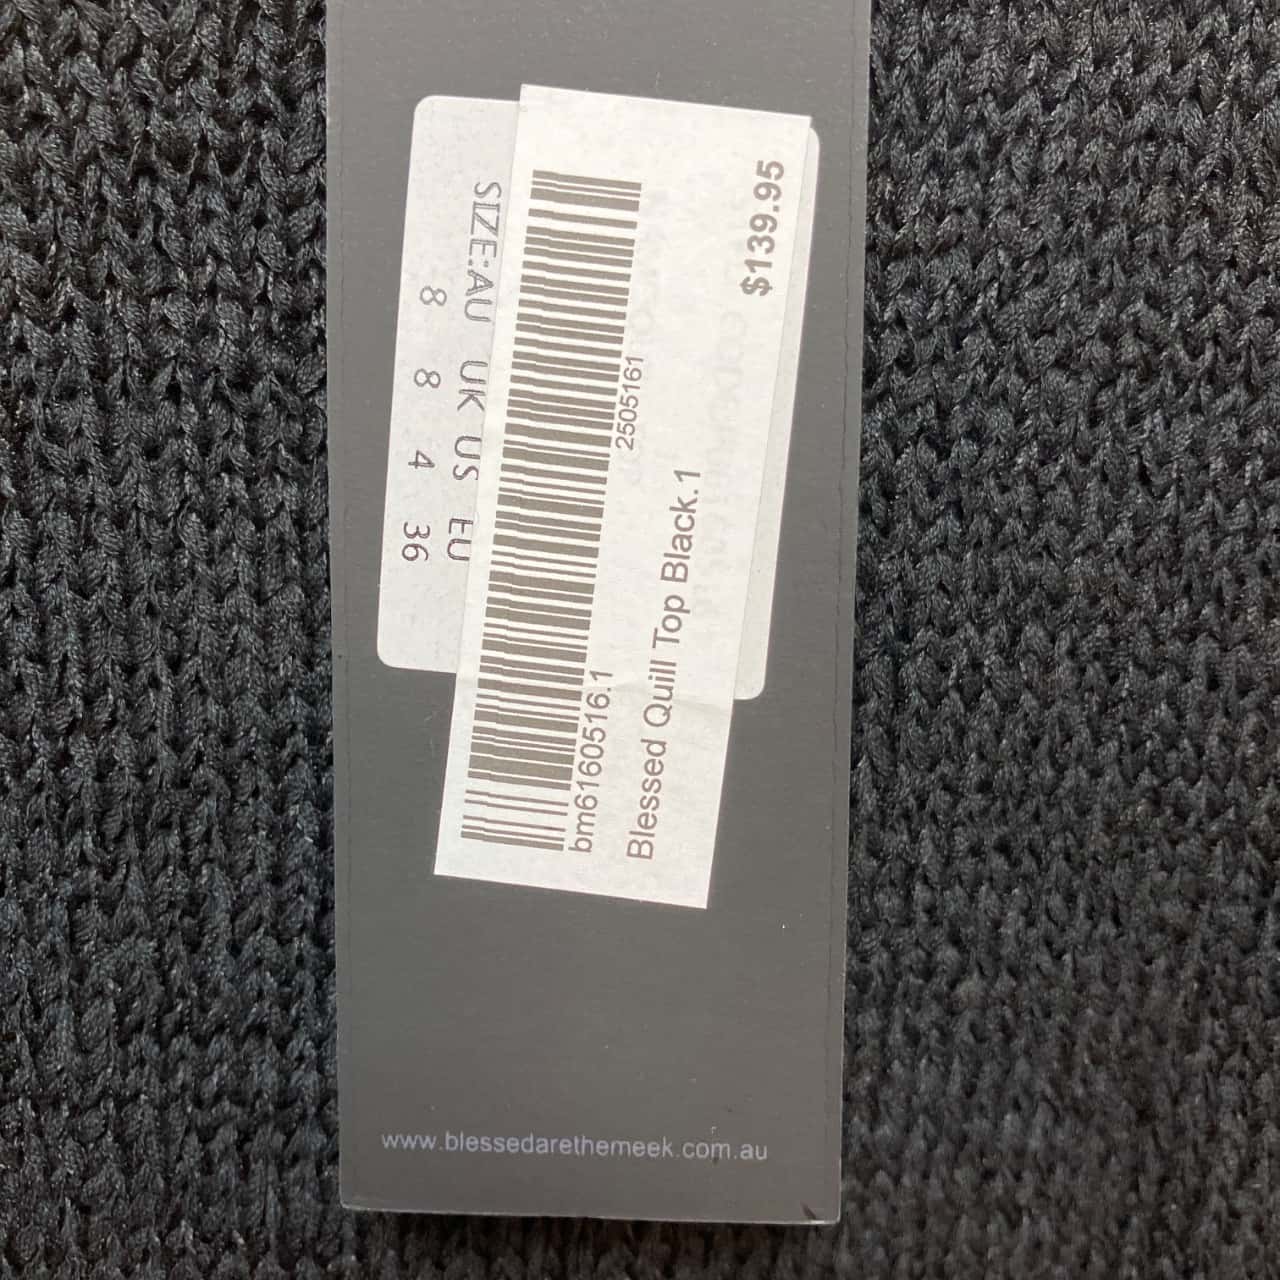 SIZE:AU UK US EU
8 8 4 36
$139.95
2505161
bm6160516.1
Blessed Quill Top Black.1
www.blessedarethemeek.com.au